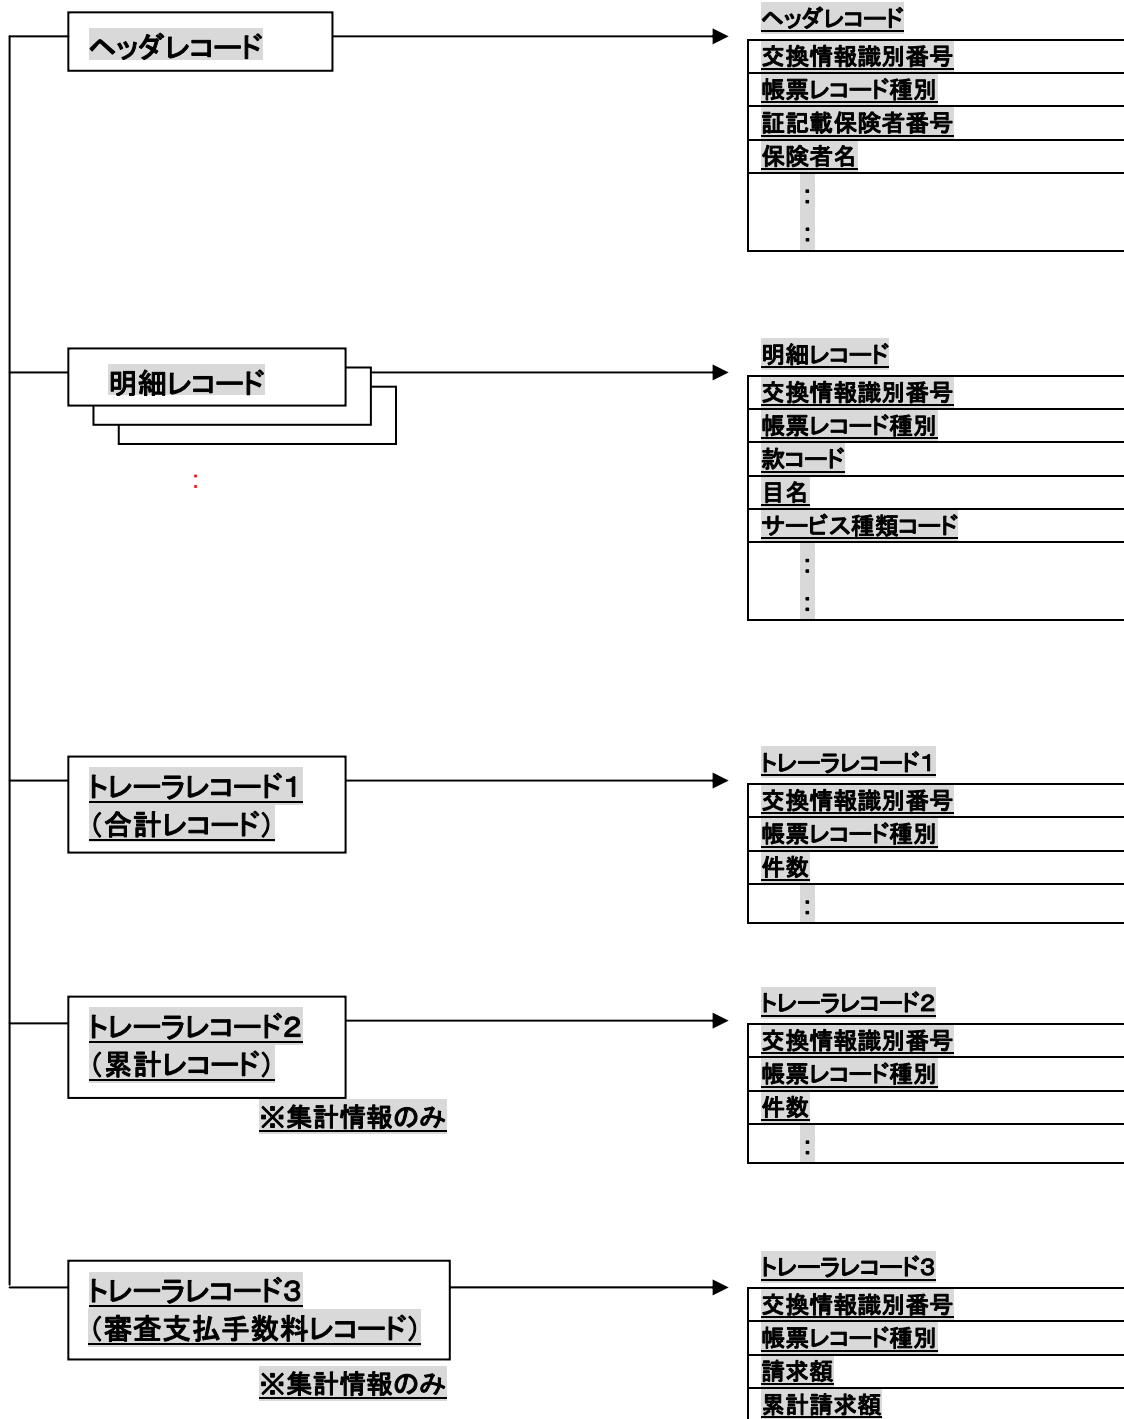 ヘッダレコード
ヘッダレコード
交換情報識別番号
帳票レコード種別
証記載保険者番号
保険者名
：
：
明細レコード
：
明細レコード
交換情報識別番号
帳票レコード種別
款コード
目名
サービス種類コード
：
：
トレーラレコード1
（合計レコード）
トレーラレコード1
交換情報識別番号
帳票レコード種別
件数
：
トレーラレコード2
（累計レコード）
※集計情報のみ
トレーラレコード2
交換情報識別番号
帳票レコード種別
件数
：
トレーラレコード3
（審査支払手数料レコード）
※集計情報のみ
トレーラレコード3
交換情報識別番号
帳票レコード種別
請求額
累計請求額